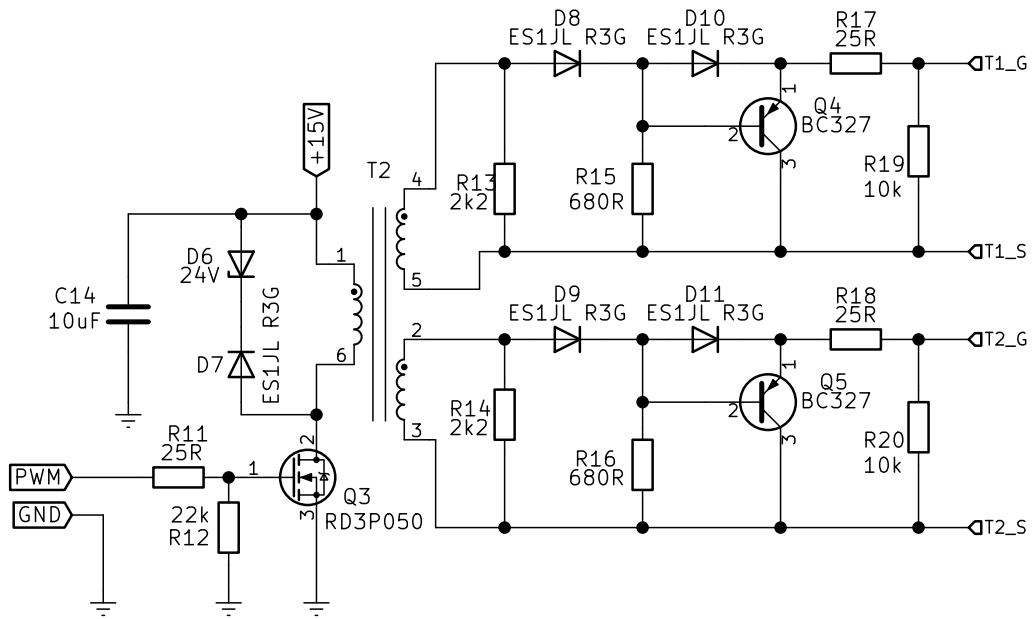 D8
ES1JL R3G
D10
ES1JL R3G
R17
25R
T1_G
+15V
1
Q4
BC327
2
3
T2
4
R13
2k2
R15
680R
R19
10k
1
5
T1_S
D6
24V
C14
10uF
ES1JL R3G
D7
6
D9
ES1JL R3G
D11
ES1JL R3G
R18
25R
2
T2_G
1
Q5
BC327
2
3
R14
2k2
3
R16
680R
R20
10k
R11
25R
2
PWM
1
Q3
RD3P050
3
GND
22k
R12
T2_S